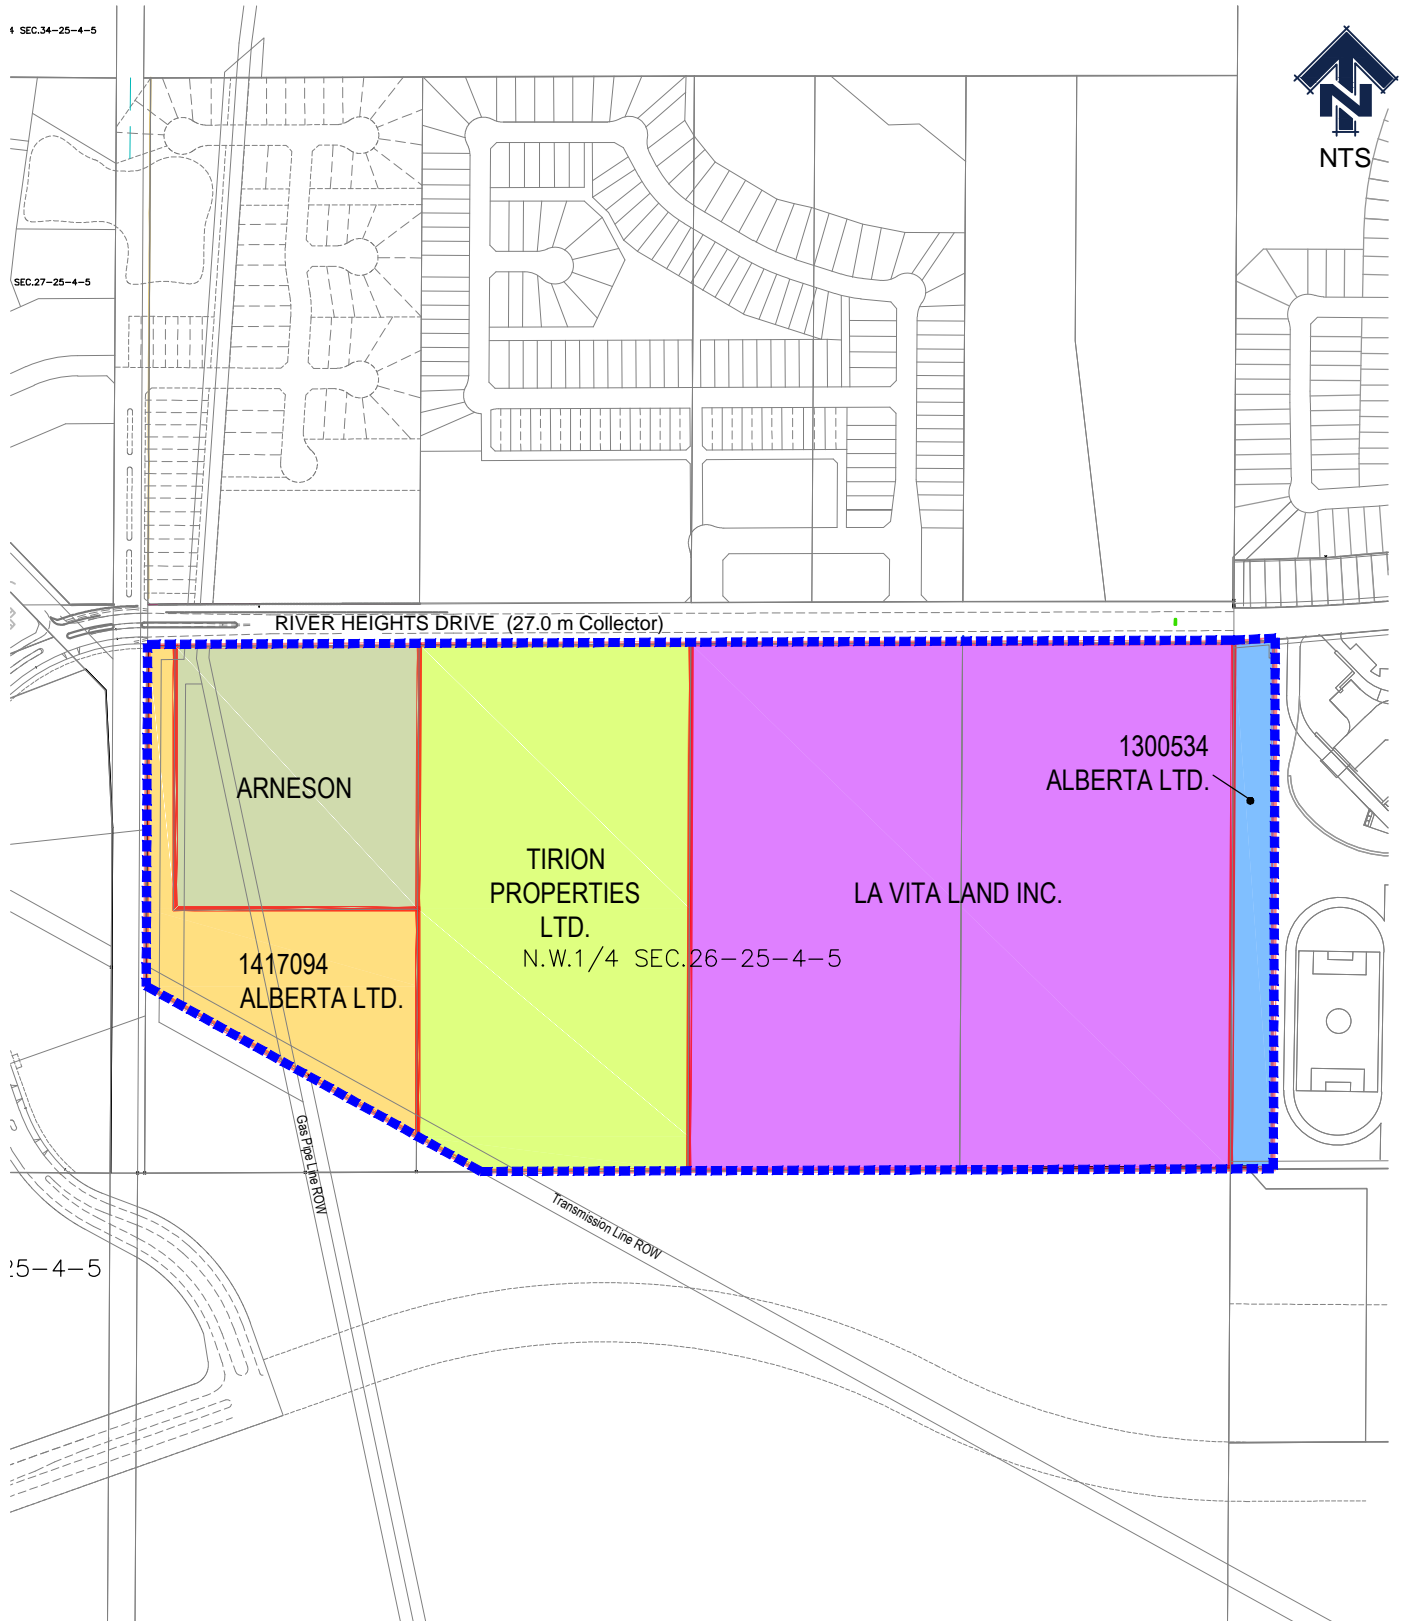 SEC.34-25-4-5
N
NTS
SEC.27-25-4-5
RIVER HEIGHTS DRIVE (27.0 m Collector)
1300534
ALBERTA LTD.
ARNESON
TIRION
PROPERTIES
LTD.
LA VITA LAND INC.
N.W.1/4 SEC.26-25-4-5
1417094
ALBERTA LTD.
Gas Pipe Line ROW
Transmission Line ROW
25-4-5